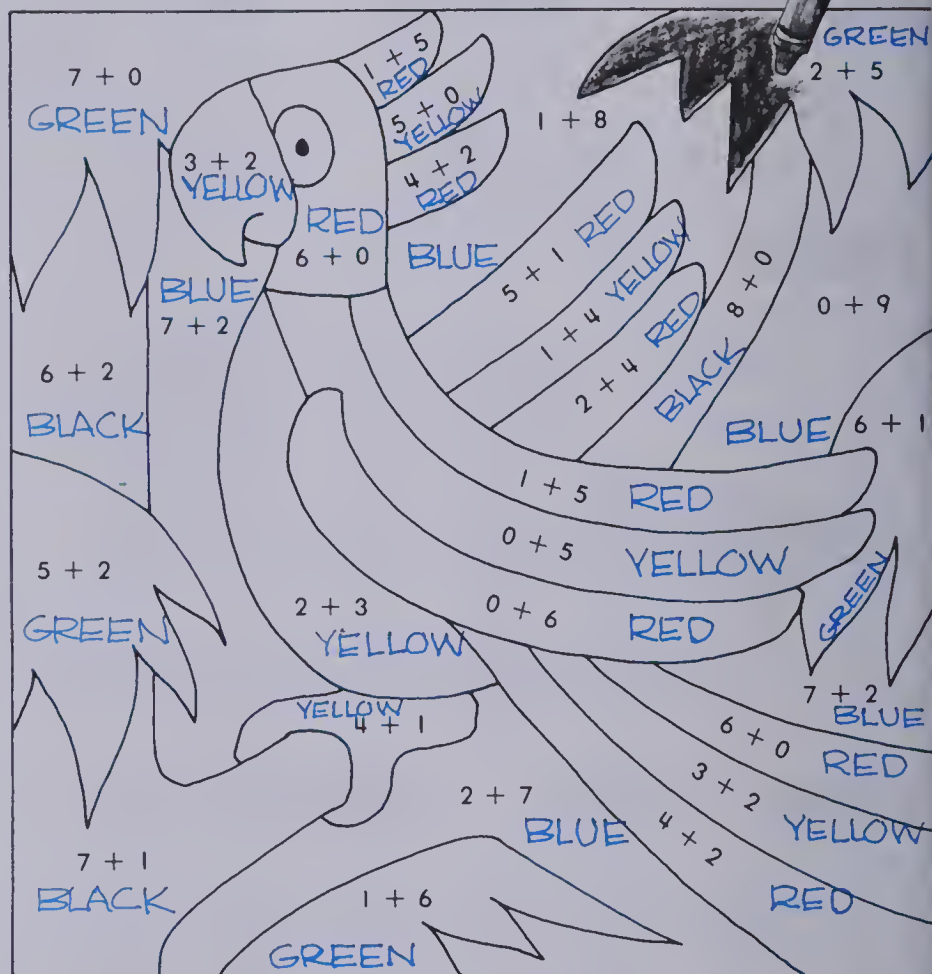 GREEN
2 + 5
7 + 0
GREEN
1 + 5
RED
5 + 0
YELLOW
4 + 2
RED
1 + 8
BLUE
3 + 2
YELLOW
RED
6 + 0
BLUE
7 + 2
5 + 1 RED
1 + 4 YELLOW
2 + 4 RED
8 + 0
BLACK
0 + 9
BLUE
6 + 1
6 + 2
BLACK
1 + 5 RED
0 + 5 YELLOW
0 + 6 RED
GREEN
5 + 2
GREEN
2 + 3
YELLOW
YELLOW
4 + 1
7 + 2
BLUE
6 + 0 RED
3 + 2 YELLOW
4 + 2 RED
2 + 7
BLUE
7 + 1
BLACK
1 + 6
GREEN